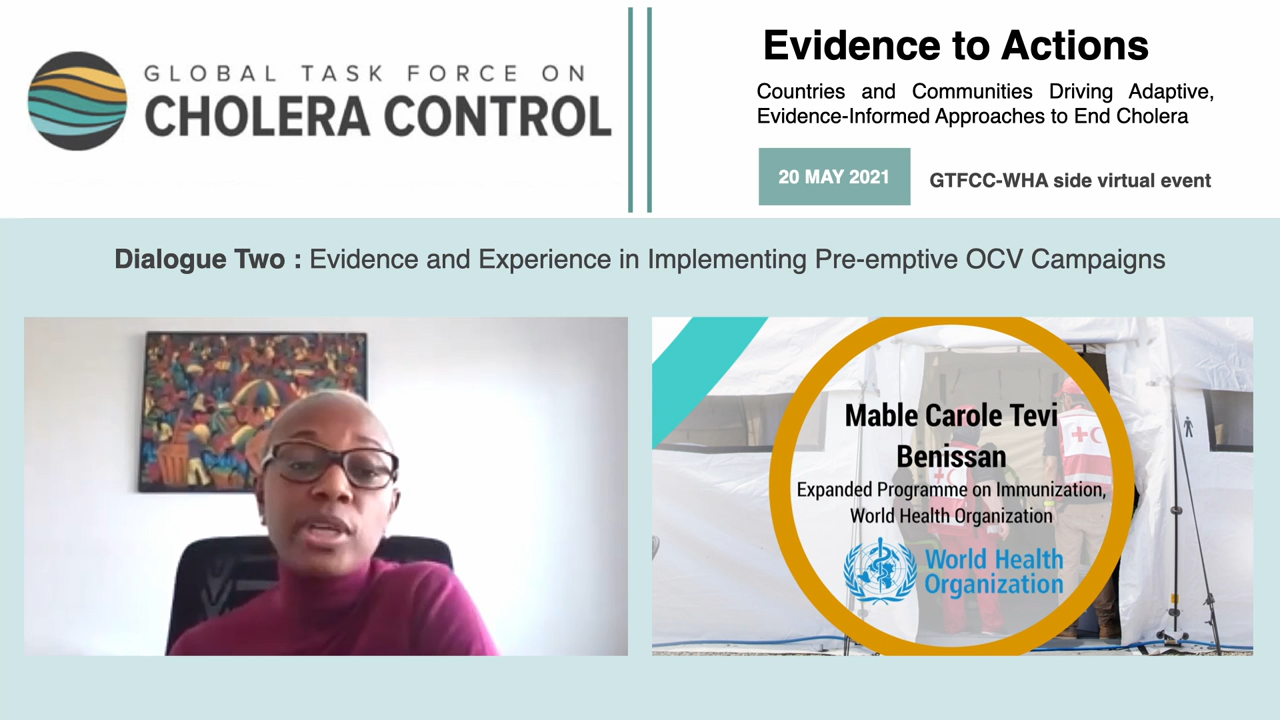 GLOBAL TASK FORCE ON
CHOLERA CONTROL
Evidence to Actions
Countries and Communities Driving Adaptive,
Evidence-Informed Approaches to End Cholera
20 MAY 2021
GTFCC-WHA side virtual event
Dialogue Two : Evidence and Experience in Implementing Pre-emptive OCV Campaigns
Mable Carole Tevi
Benissan
Expanded Programme on Immunization,
World Health Organization
World Health
Organization